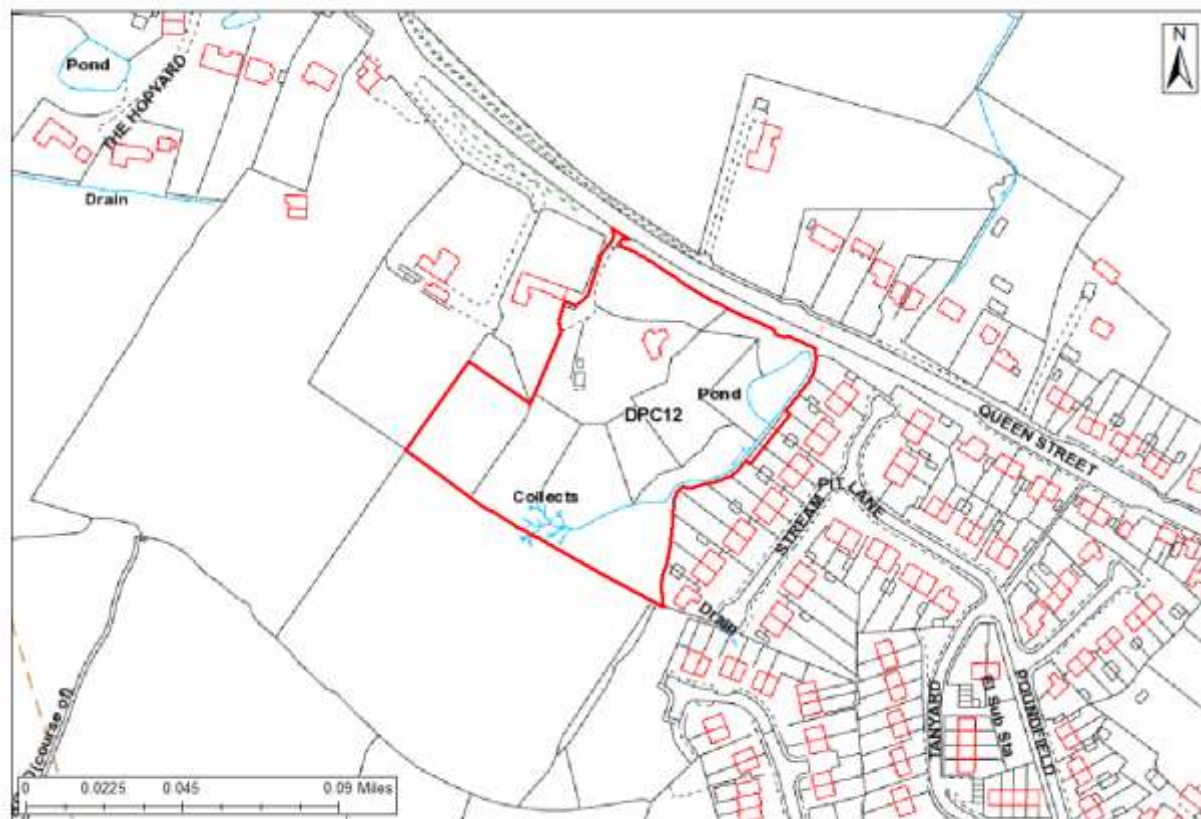 N
Pond
THE HOPYARD
Drain
Pond
DPC12
QUEEN STREET
Collects
PIT LANE
STREAM
Drain
TANYARD
El Sub Sta
POUNDFIELD
(course of)
0 0.0225 0.045 0.09 Miles